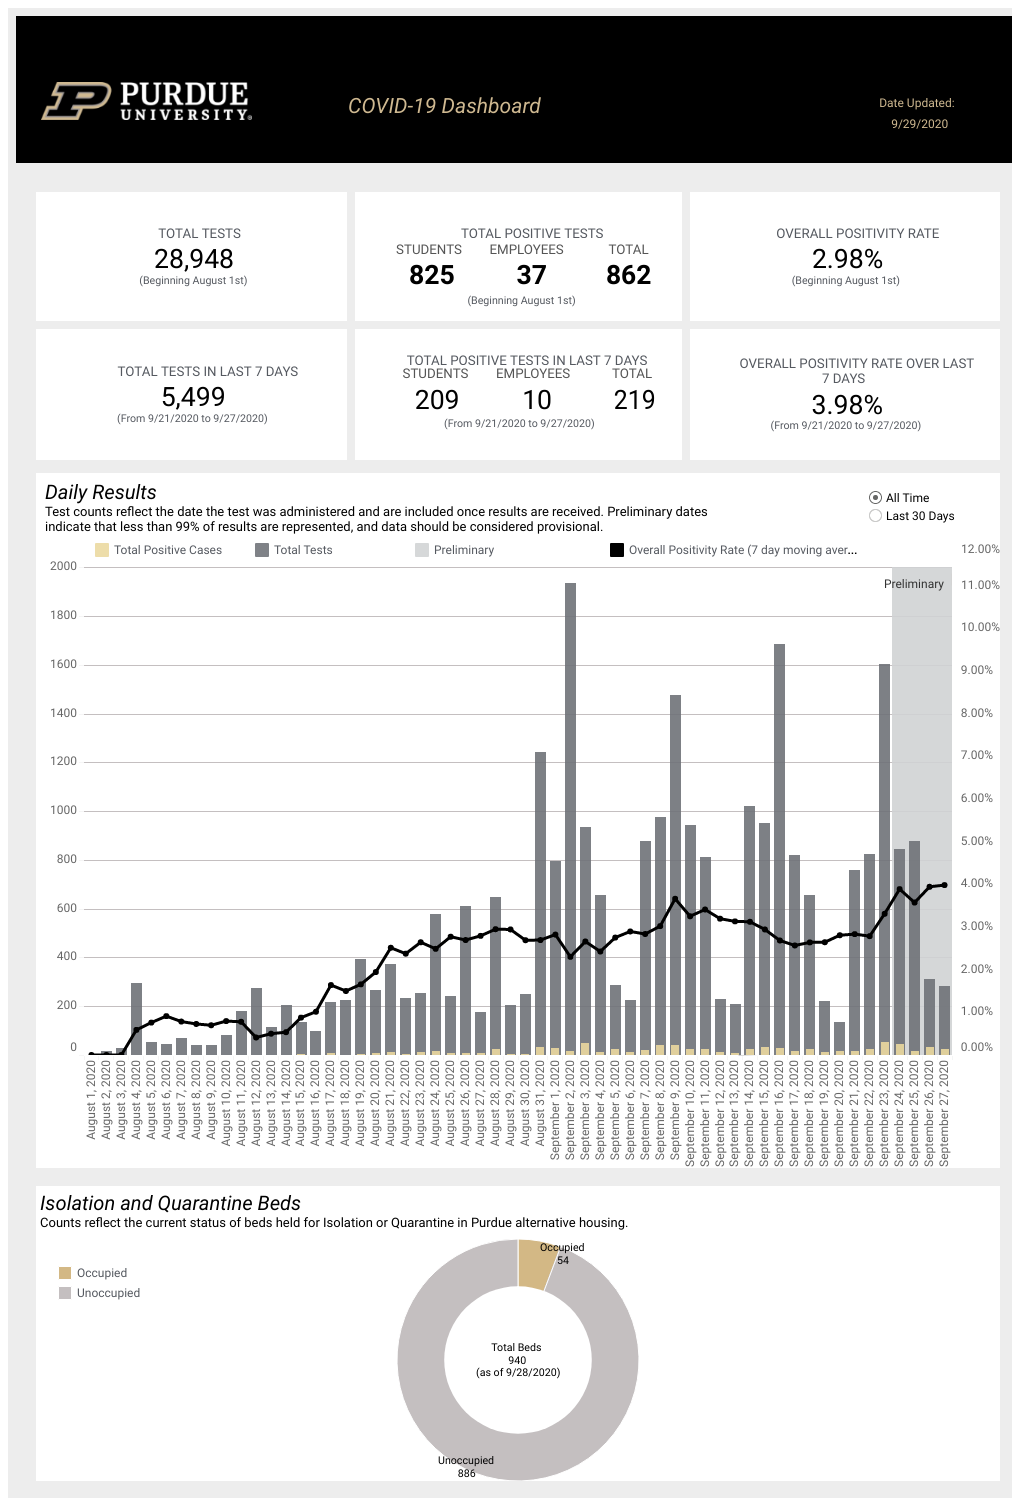 PURDUE
UNIVERSITY®
COVID-19 Dashboard
Date Updated:
9/29/2020
TOTAL TESTS
28,948
(Beginning August 1st)
TOTAL POSITIVE TESTS
STUDENTS EMPLOYEES TOTAL
825 37 862
(Beginning August 1st)
OVERALL POSITIVITY RATE
2.98%
(Beginning August 1st)
TOTAL TESTS IN LAST 7 DAYS
5,499
(From 9/21/2020 to 9/27/2020)
TOTAL POSITIVE TESTS IN LAST 7 DAYS
STUDENTS EMPLOYEES TOTAL
209 10 219
(From 9/21/2020 to 9/27/2020)
OVERALL POSITIVITY RATE OVER LAST
7 DAYS
3.98%
(From 9/21/2020 to 9/27/2020)
Daily Results
Test counts reflect the date the test was administered and are included once results are received. Preliminary dates
indicate that less than 99% of results are represented, and data should be considered provisional.
All Time
Last 30 Days
Total Positive Cases Total Tests Preliminary Overall Positivity Rate (7 day moving aver...
2000
1800
1600
1400
1200
1000
800
600
400
200
0
Preliminary
12.00%
11.00%
10.00%
9.00%
8.00%
7.00%
6.00%
5.00%
4.00%
3.00%
2.00%
1.00%
0.00%
August 1, 2020
August 2, 2020
August 3, 2020
August 4, 2020
August 5, 2020
August 6, 2020
August 7, 2020
August 8, 2020
August 9, 2020
August 10, 2020
August 11, 2020
August 12, 2020
August 13, 2020
August 14, 2020
August 15, 2020
August 16, 2020
August 17, 2020
August 18, 2020
August 19, 2020
August 20, 2020
August 21, 2020
August 22, 2020
August 23, 2020
August 24, 2020
August 25, 2020
August 26, 2020
August 27, 2020
August 28, 2020
August 29, 2020
August 30, 2020
August 31, 2020
September 1, 2020
September 2, 2020
September 3, 2020
September 4, 2020
September 5, 2020
September 6, 2020
September 7, 2020
September 8, 2020
September 9, 2020
September 10, 2020
September 11, 2020
September 12, 2020
September 13, 2020
September 14, 2020
September 15, 2020
September 16, 2020
September 17, 2020
September 18, 2020
September 19, 2020
September 20, 2020
September 21, 2020
September 22, 2020
September 23, 2020
September 24, 2020
September 25, 2020
September 26, 2020
September 27, 2020
Isolation and Quarantine Beds
Counts reflect the current status of beds held for Isolation or Quarantine in Purdue alternative housing.
Occupied
Unoccupied
Occupied
54
Total Beds
940
(as of 9/28/2020)
Unoccupied
886